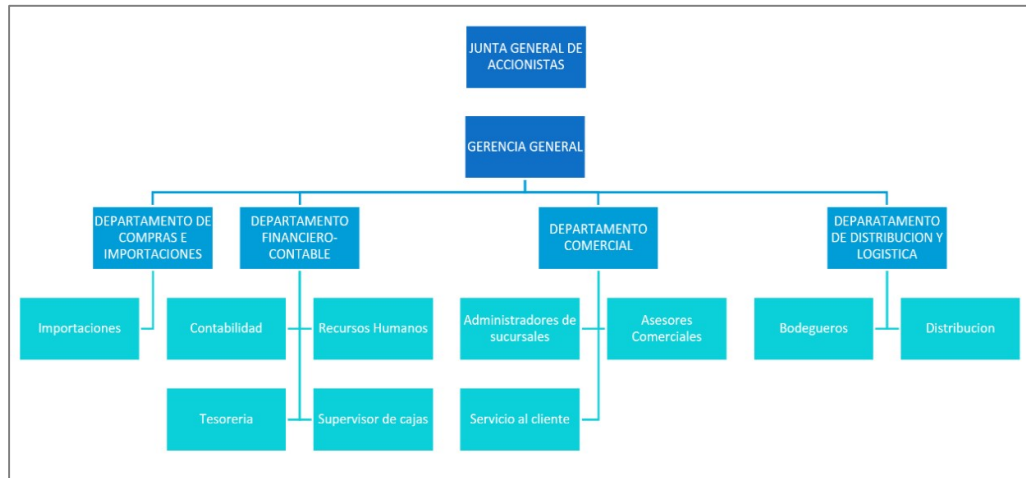 JUNTA GENERAL DE
ACCIONISTAS
GERENCIA GENERAL
DEPARTAMENTO DE
COMPRAS E
IMPORTACIONES
DEPARTAMENTO
FINANCIERO-
CONTABLE
DEPARTAMENTO
COMERCIAL
DEPARATAMENTO
DE DISTRIBUCION Y
LOGISTICA
Importaciones
Contabilidad
Recursos Humanos
Administradores de
sucursales
Asesores
Comerciales
Bodegueros
Distribucion
Tesoreria
Supervisor de cajas
Servicio al cliente